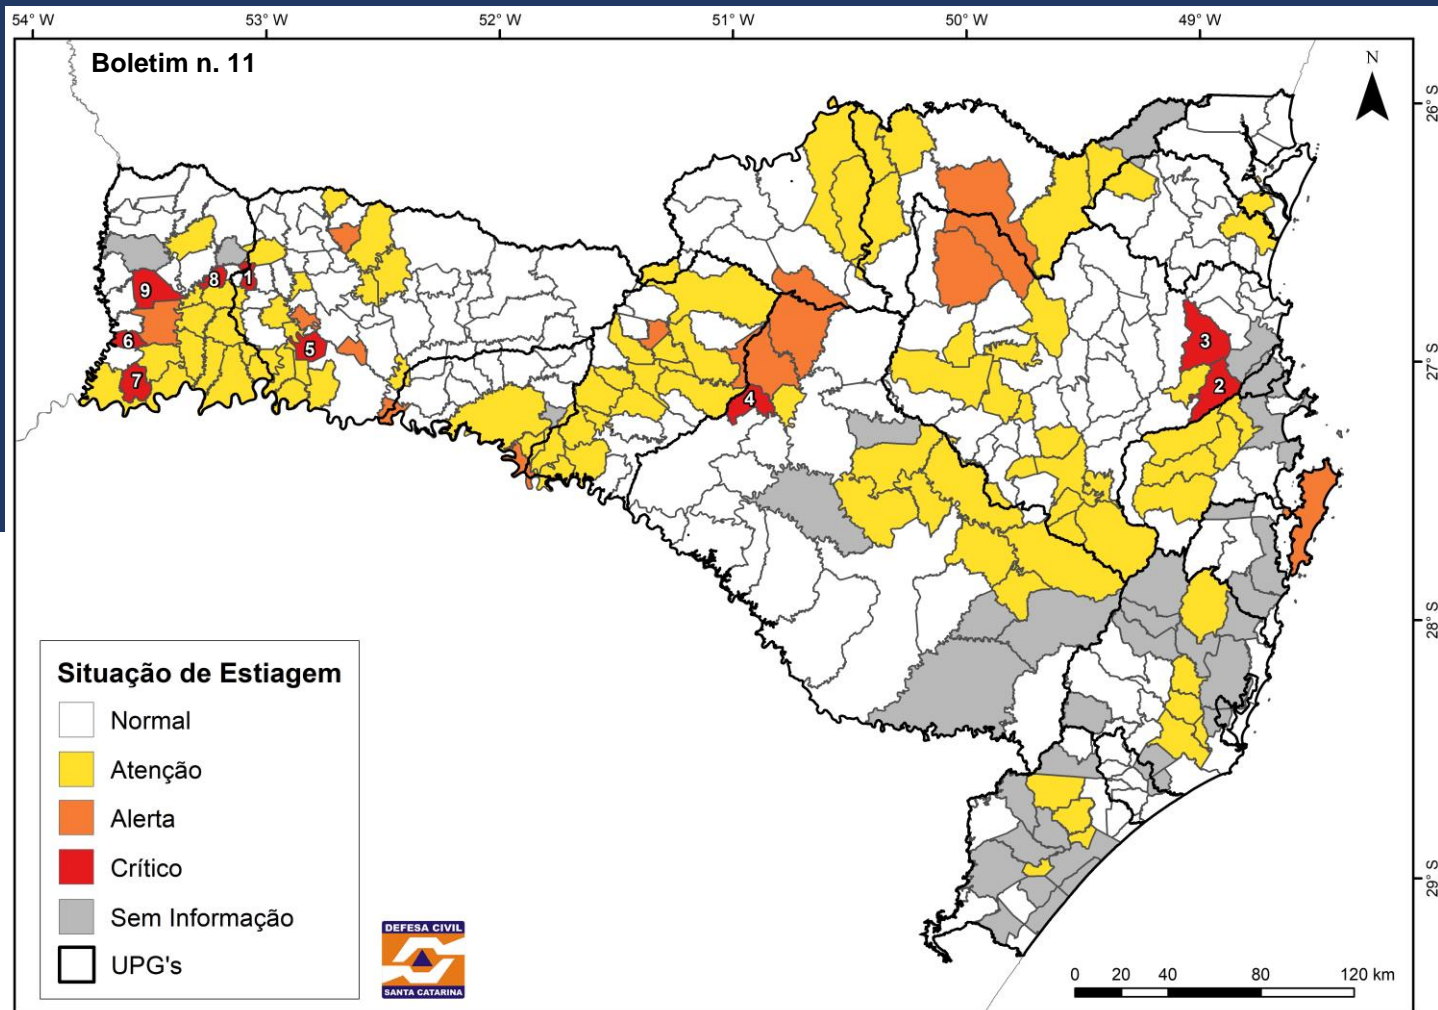 54° W 53° W 52° W 51° W 50° W 49° W
Boletim n. 11
N
26° S
27° S
28° S
29° S
9
8
1
6
5
7
4
3
2
Situação de Estiagem
Normal
Atenção
Alerta
Crítico
Sem Informação
UPG's
DEFESA CIVIL
SANTA CATARINA
0 20 40 80 120 km